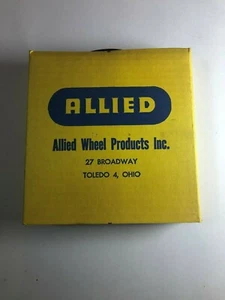 ALLIED
Allied Wheel Products Inc.
27 BROADWAY
TOLEDO 4, OHIO